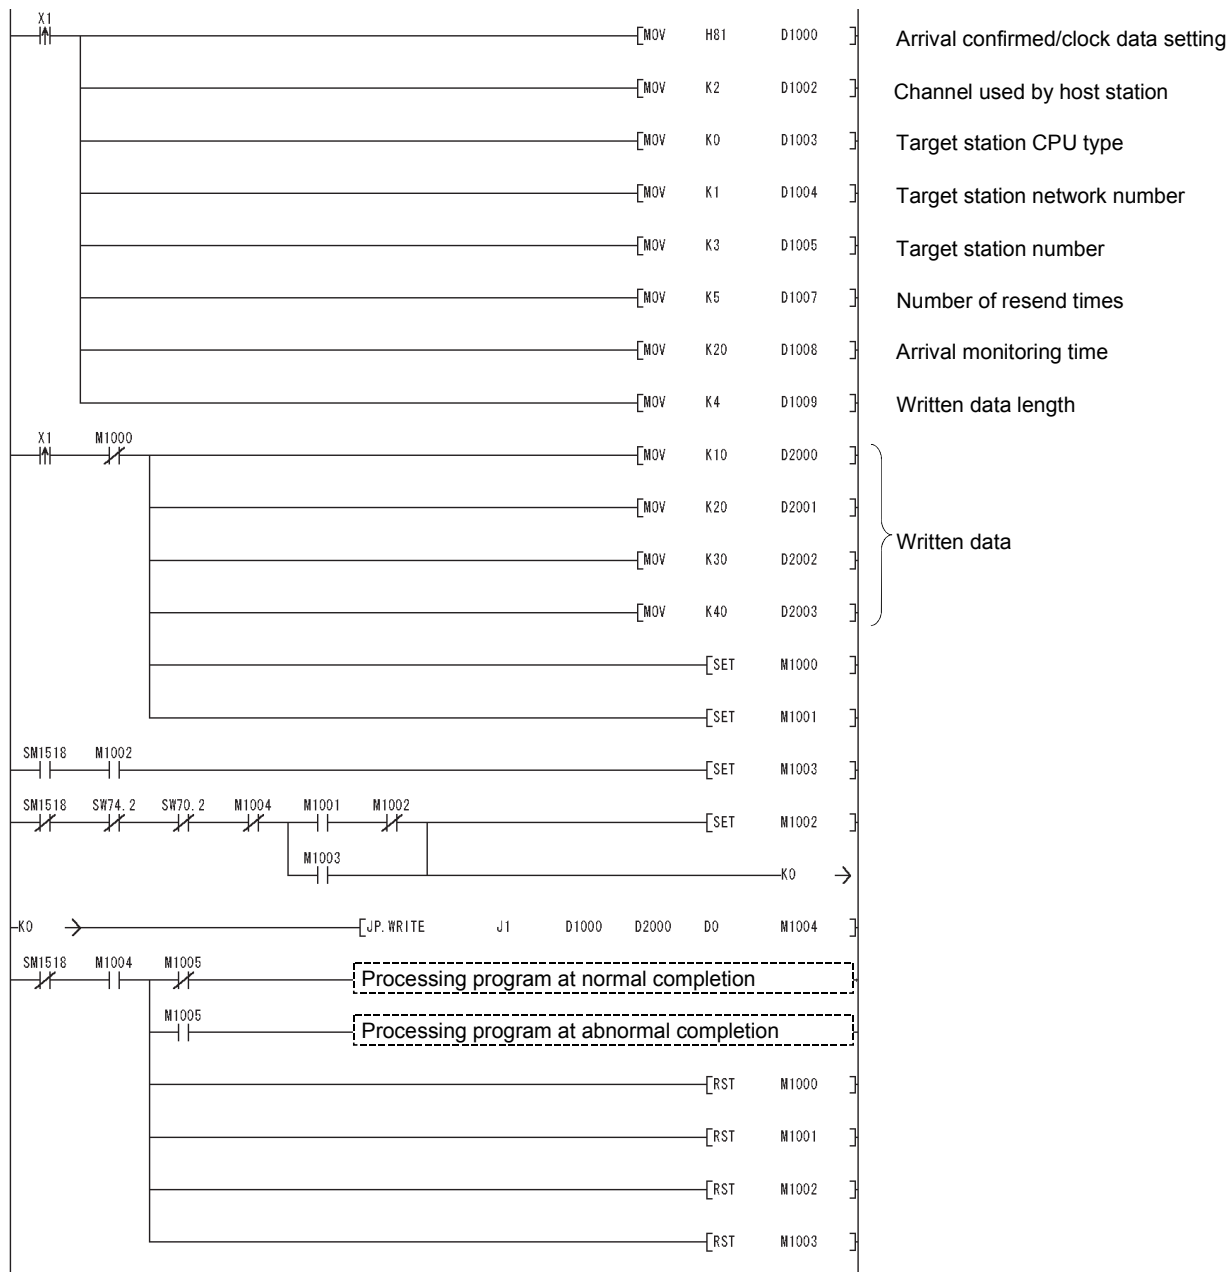 X1
MOV H81 D1000 Arrival confirmed/clock data setting
MOV K2 D1002 Channel used by host station
MOV K0 D1003 Target station CPU type
MOV K1 D1004 Target station network number
MOV K3 D1005 Target station number
MOV K5 D1007 Number of resend times
MOV K20 D1008 Arrival monitoring time
MOV K4 D1009 Written data length
X1 M1000
MOV K10 D2000
MOV K20 D2001
Written data
MOV K30 D2002
MOV K40 D2003
SET M1000
SET M1001
SM1518 M1002
SET M1003
SM1518 SW74.2 SW70.2 M1004 M1001 M1002
SET M1002
M1003
K0
K0 JP.WRITE J1 D1000 D2000 D0 M1004
SM1518 M1004 M1005
Processing program at normal completion
M1005
Processing program at abnormal completion
RST M1000
RST M1001
RST M1002
RST M1003